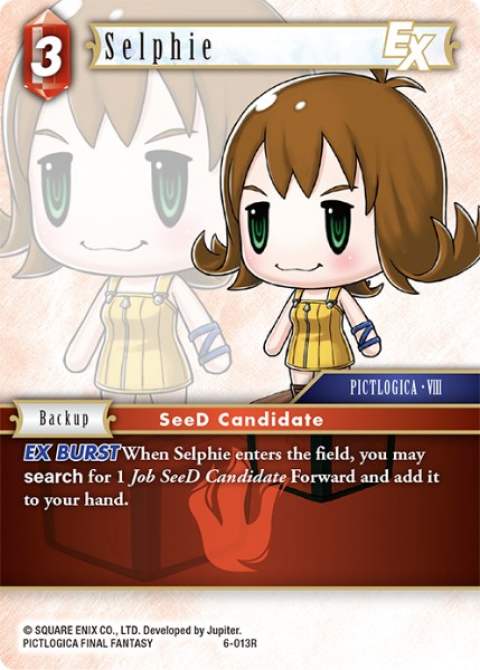 3
Selphie
EX
PICTLOGICA · VIII
Backup
SeeD Candidate
EX BURST When Selphie enters the field, you may
search for 1 Job SeeD Candidate Forward and add it
to your hand.
© SQUARE ENIX CO., LTD. Developed by Jupiter.
PICTLOGICA FINAL FANTASY
6-013R